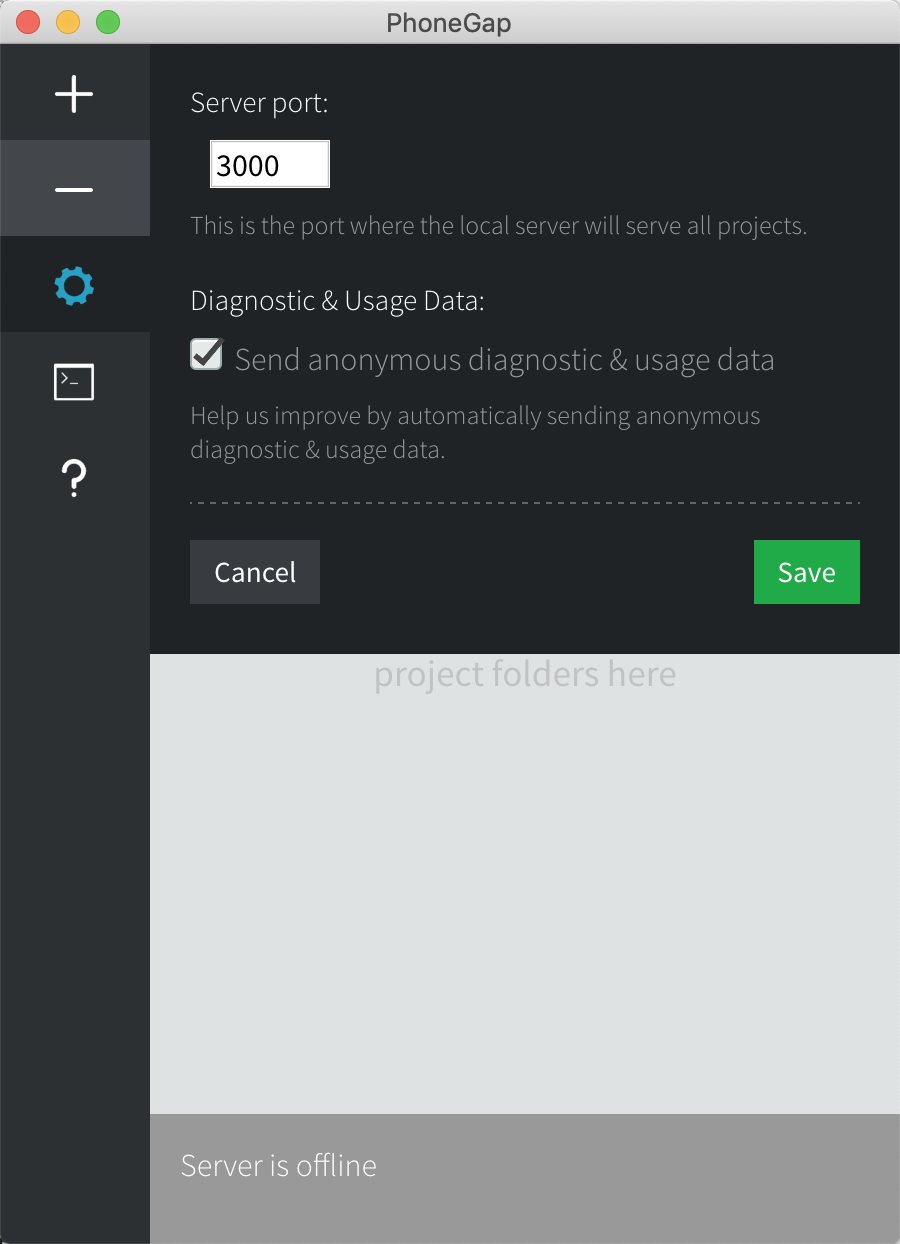 PhoneGap
Server port:
3000
This is the port where the local server will serve all projects.
Diagnostic & Usage Data:
Send anonymous diagnostic & usage data
Help us improve by automatically sending anonymous
diagnostic & usage data.
Cancel
Save
project folders here
Server is offline